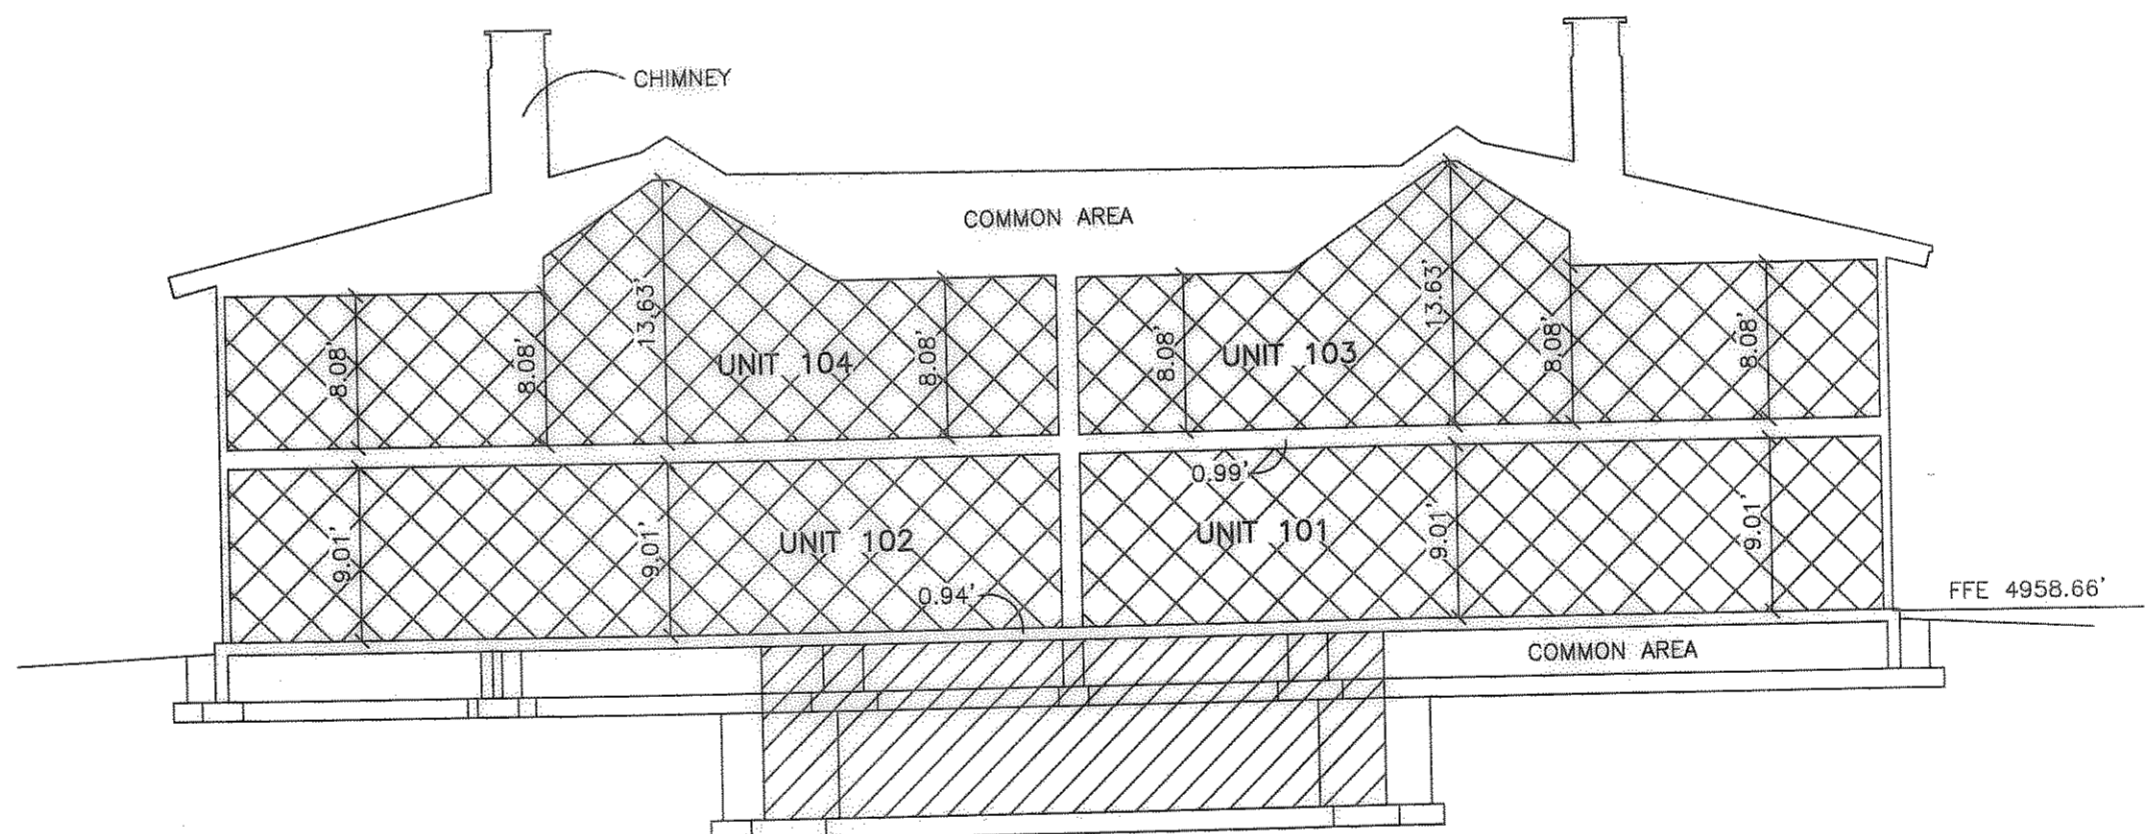 CHIMNEY
COMMON AREA
13.63'
13.63'
8.08'
8.08'
UNIT 104
8.08'
8.08'
UNIT 103
8.08'
8.08'
0.99'
9.01'
9.01'
UNIT 102
UNIT 101
9.01'
9.01'
0.94'
FFE 4958.66'
COMMON AREA